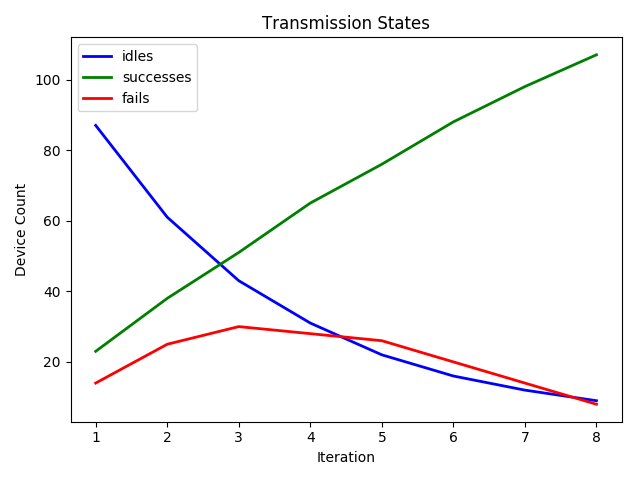 Transmission States
idles
successes
fails
Device Count
100
80
60
40
20
1 2 3 4 5 6 7 8
Iteration